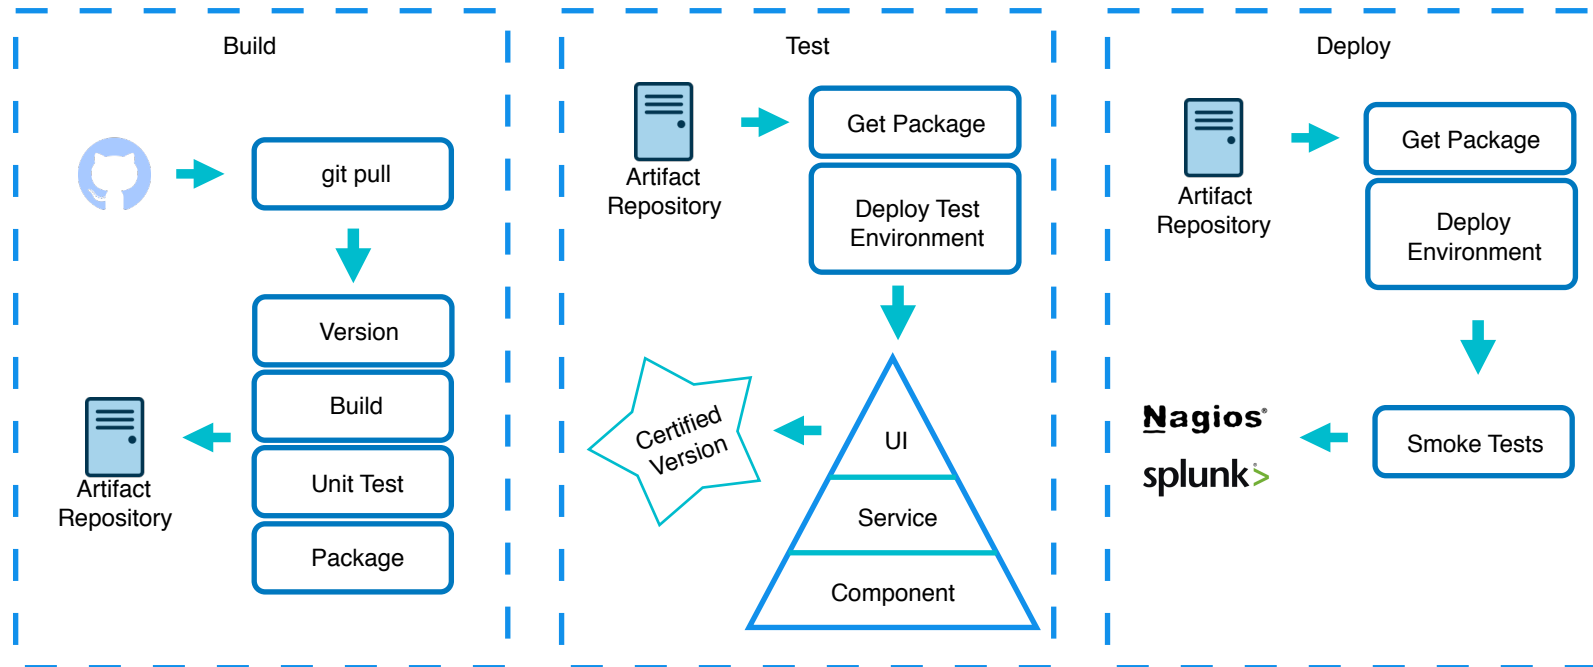 Build
git pull
Version
Build
Unit Test
Package
Artifact
Repository
Test
Artifact
Repository
Get Package
Deploy Test
Environment
UI
Service
Component
Certified
Version
Deploy
Artifact
Repository
Get Package
Deploy
Environment
Smoke Tests
Nagios®
splunk>